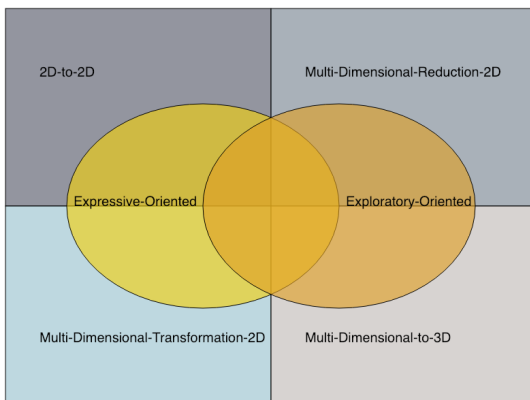 2D-to-2D
Multi-Dimensional-Reduction-2D
Expressive-Oriented
Exploratory-Oriented
Multi-Dimensional-Transformation-2D
Multi-Dimensional-to-3D